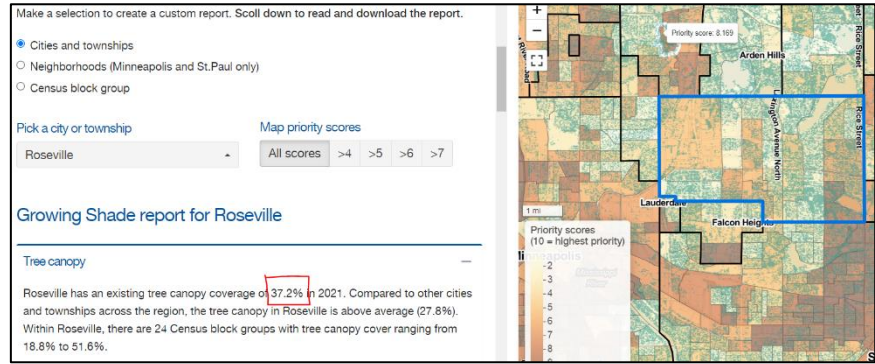 Make a selection to create a custom report. Scroll down to read and download the report.
Cities and townships
Neighborhoods (Minneapolis and St.Paul only)
Census block group
Pick a city or township
Map priority scores
Roseville
All scores >4 >5 >6 >7
Growing Shade report for Roseville
Tree canopy
Roseville has an existing tree canopy coverage of 37.2% in 2021. Compared to other cities
and townships across the region, the tree canopy in Roseville is above average (27.8%).
Within Roseville, there are 24 Census block groups with tree canopy cover ranging from
18.8% to 51.6%.
+
−
Priority score: 8.169
Arden Hills
Rice Street
Lexington Avenue North
Rice Street
Lauderdale
Falcon Heights
1 mi
Priority scores
(10 = highest priority)
-2
-3
-4
-5
-6
-7
-8